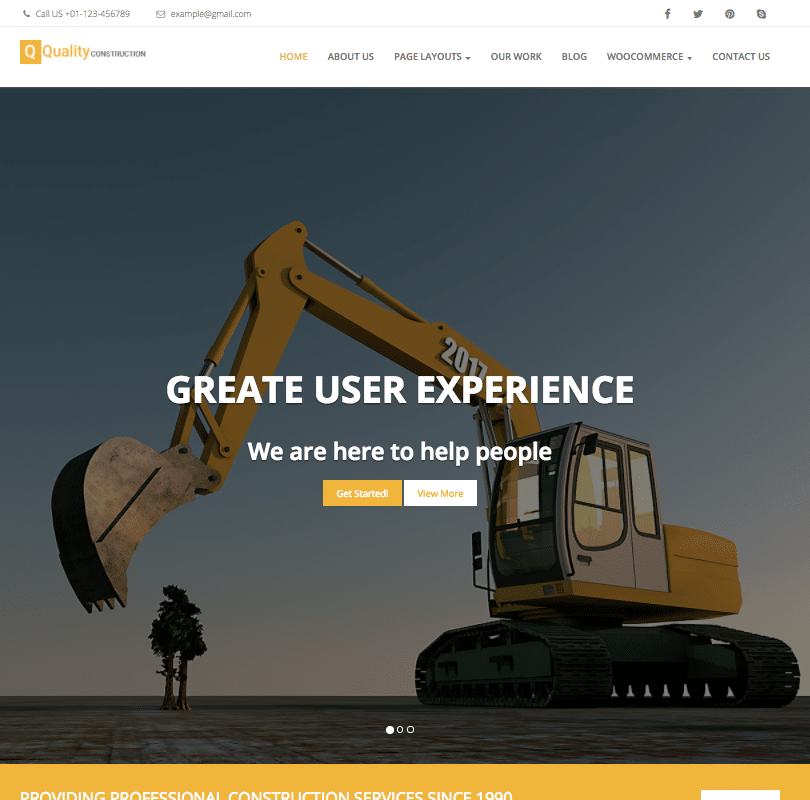 Call US +01-123-456789 example@gmail.com
Q Quality CONSTRUCTION HOME ABOUT US PAGE LAYOUTS OUR WORK BLOG WOOCOMMERCE CONTACT US
2017
GREATE USER EXPERIENCE
We are here to help people
Get Started! View More
PROVIDING PROFESSIONAL CONSTRUCTION SERVICES SINCE 1990